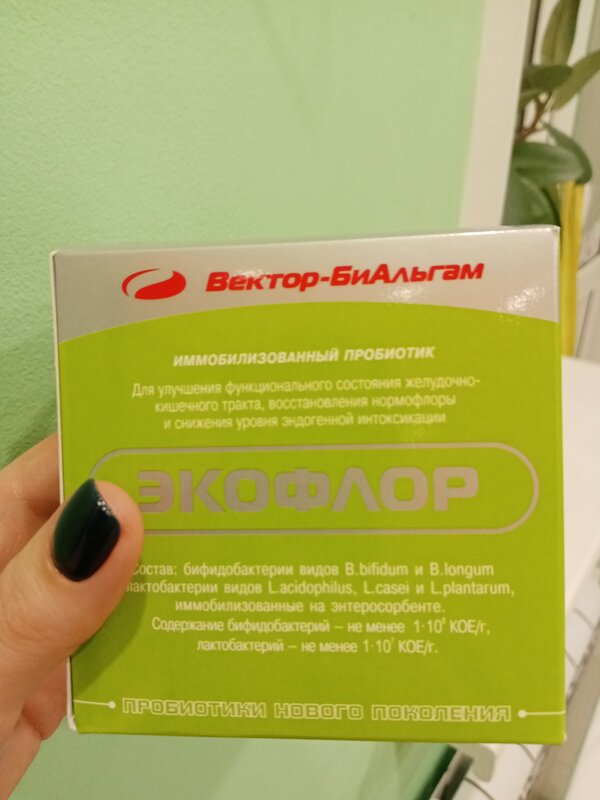 Вектор-БиАльгам
ИММОБИЛИЗОВАННЫЙ ПРОБИОТИК
Для улучшения функционального состояния желудочно-
кишечного тракта, восстановления нормофлоры
и снижения уровня эндогенной интоксикации
ЭКОФЛОР
остав: бифидобактерии видов B.bifidum и B.longum
лактобактерии видов L.acidophilus, L.casei и L.plantarum,
иммобилизованные на энтеросорбенте.
Содержание бифидобактерий – не менее 1·10⁸ КОЕ/г,
лактобактерий – не менее 1·10⁷ КОЕ/г.
ПРОБИОТИКИ НОВОГО ПОКОЛЕНИЯ